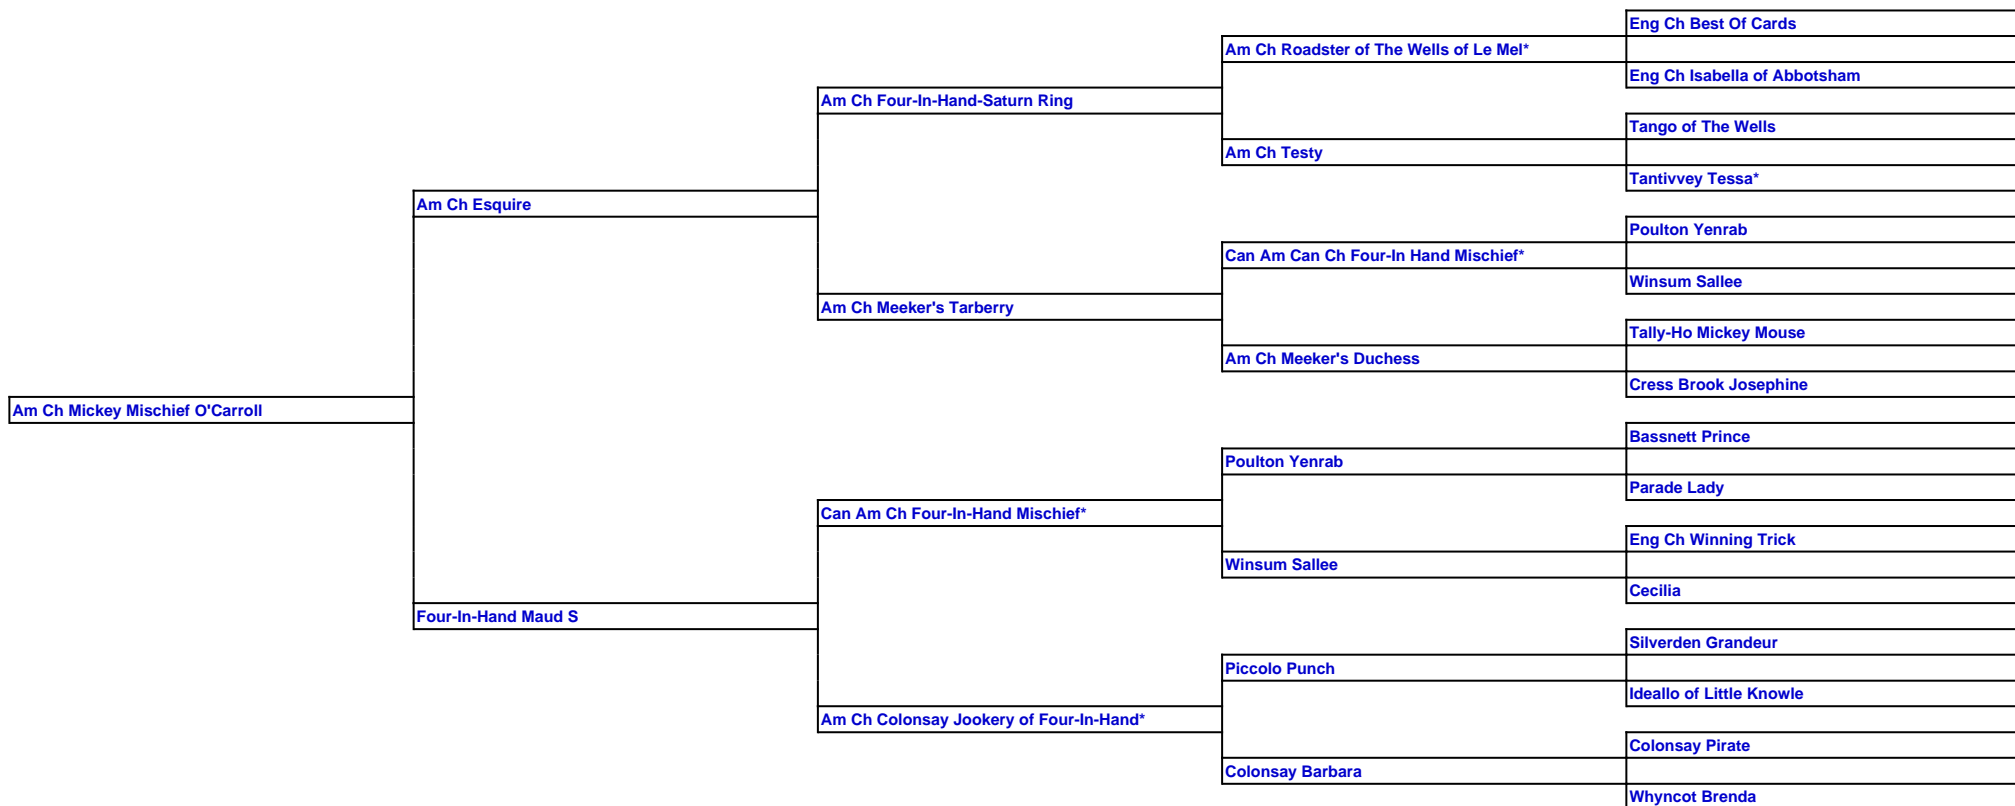 Eng Ch Best Of Cards
Am Ch Roadster of The Wells of Le Mel*
Eng Ch Isabella of Abbotsham
Am Ch Four-In-Hand-Saturn Ring
Tango of The Wells
Am Ch Testy
Tantivvey Tessa*
Am Ch Esquire
Poulton Yenrab
Can Am Can Ch Four-In Hand Mischief*
Winsum Sallee
Am Ch Meeker's Tarberry
Tally-Ho Mickey Mouse
Am Ch Meeker's Duchess
Cress Brook Josephine
Am Ch Mickey Mischief O'Carroll
Bassnett Prince
Poulton Yenrab
Parade Lady
Can Am Ch Four-In-Hand Mischief*
Eng Ch Winning Trick
Winsum Sallee
Cecilia
Four-In-Hand Maud S
Silverden Grandeur
Piccolo Punch
Ideallo of Little Knowle
Am Ch Colonsay Jookery of Four-In-Hand*
Colonsay Pirate
Colonsay Barbara
Whyncot Brenda